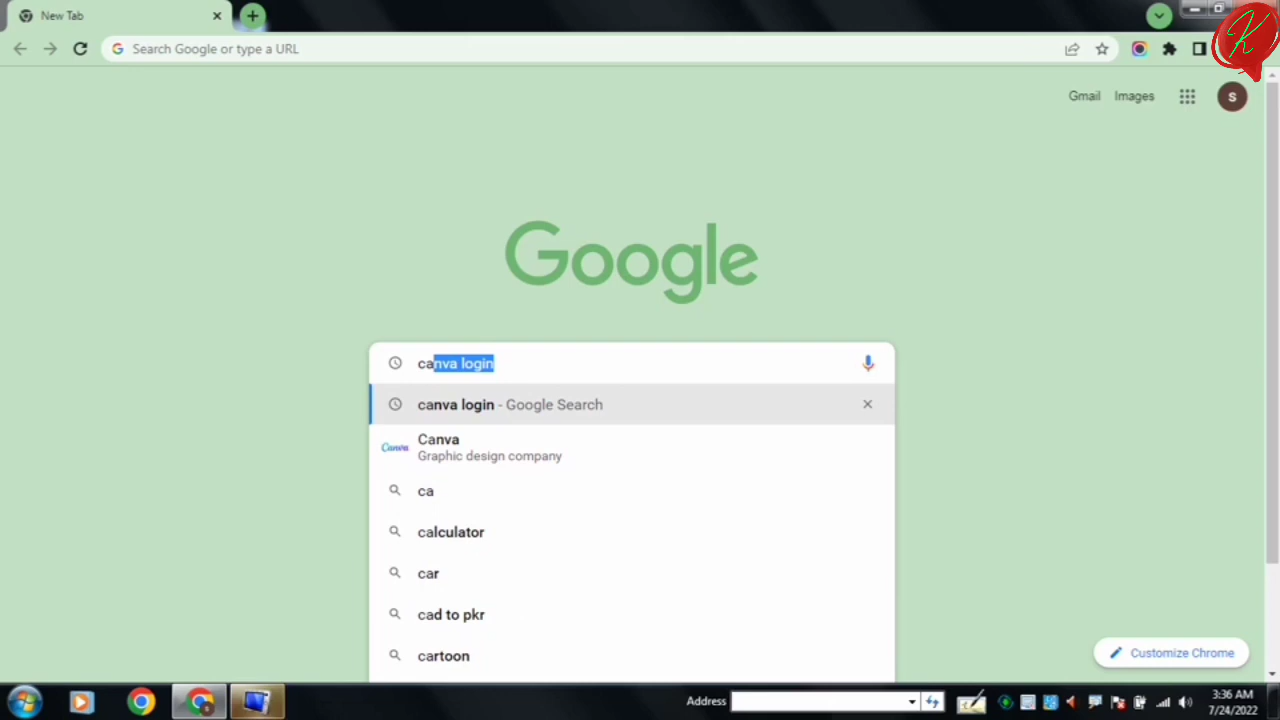 New Tab
Search Google or type a URL
K
Gmail Images
S
Google
canva login
canva login - Google Search
Canva
Canva
Graphic design company
ca
calculator
car
cad to pkr
cartoon
Customize Chrome
Address
3:36 AM
7/24/2022